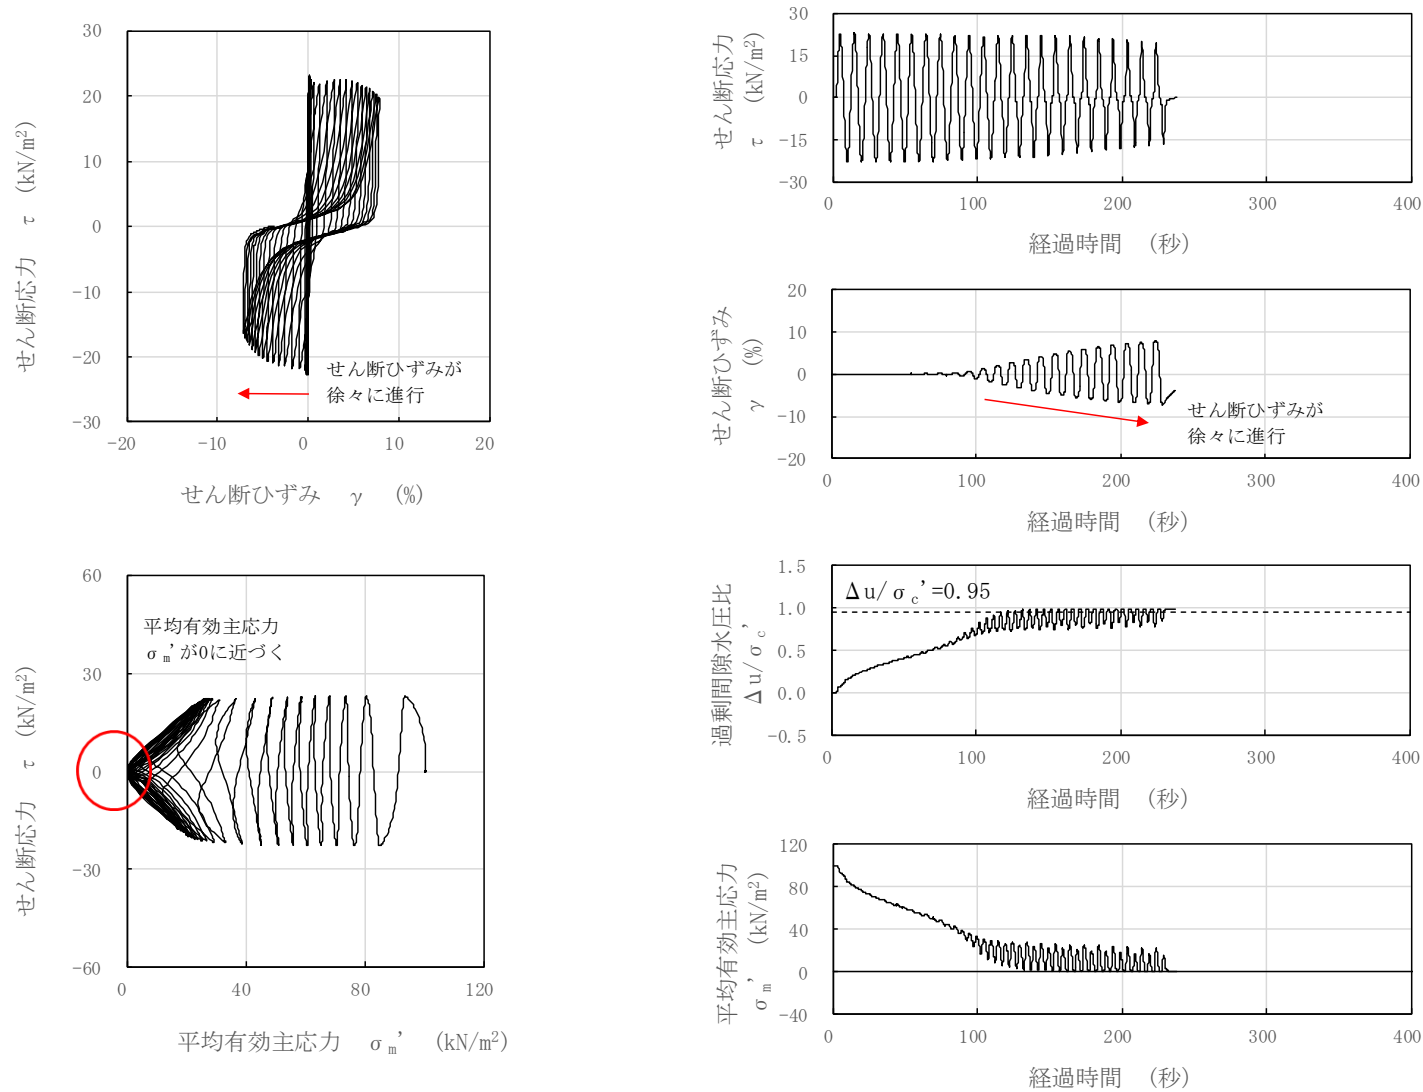 30
20
10
0
-10
-20
-30
-20
-10
0
10
20
せん断応力 τ (kN/m²)
せん断ひずみ γ (%)
せん断ひずみが
徐々に進行
30
15
0
-15
-30
0
100
200
300
400
せん断応力
τ (kN/m²)
経過時間 (秒)
20
10
0
-10
-20
0
100
200
300
400
せん断ひずみ
γ (%)
せん断ひずみが
徐々に進行
経過時間 (秒)
60
30
0
-30
-60
0
40
80
120
せん断応力 τ (kN/m²)
平均有効主応力
σm'が0に近づく
平均有効主応力 σm' (kN/m²)
1.5
1.0
0.5
0.0
-0.5
0
100
200
300
400
過剰間隙水圧比
Δu/σc'
Δu/σc'=0.95
経過時間 (秒)
120
80
40
0
-40
0
100
200
300
400
平均有効主応力
σm' (kN/m²)
経過時間 (秒)